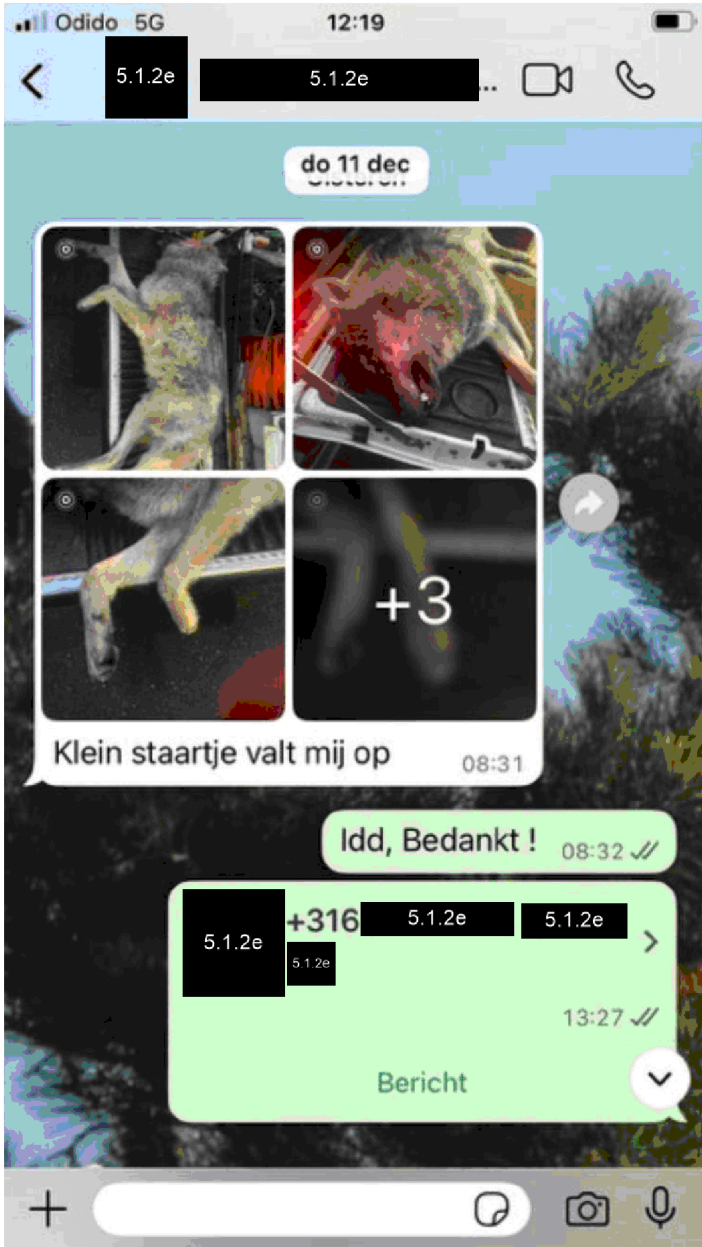 Odido 5G 12:19
5.1.2e 5.1.2e ...
do 11 dec
+3
Klein staartje valt mij op 08:31
Idd, Bedankt ! 08:32
5.1.2e +316 5.1.2e 5.1.2e
5.1.2e
13:27
Bericht